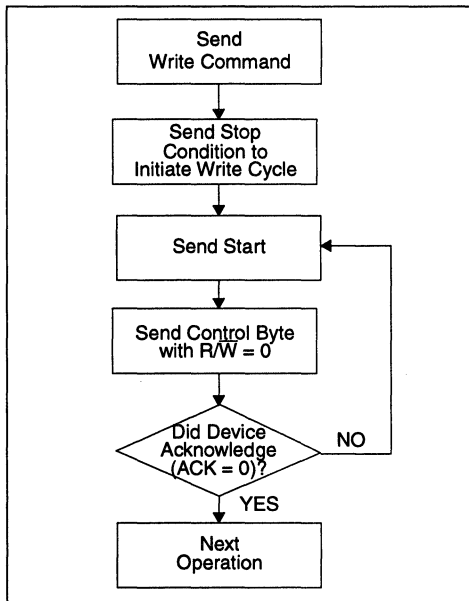 Send
Write Command
Send Stop
Condition to
Initiate Write Cycle
Send Start
Send Control Byte
with R/W̅ = 0
Did Device
Acknowledge
(ACK = 0)?
NO
YES
Next
Operation